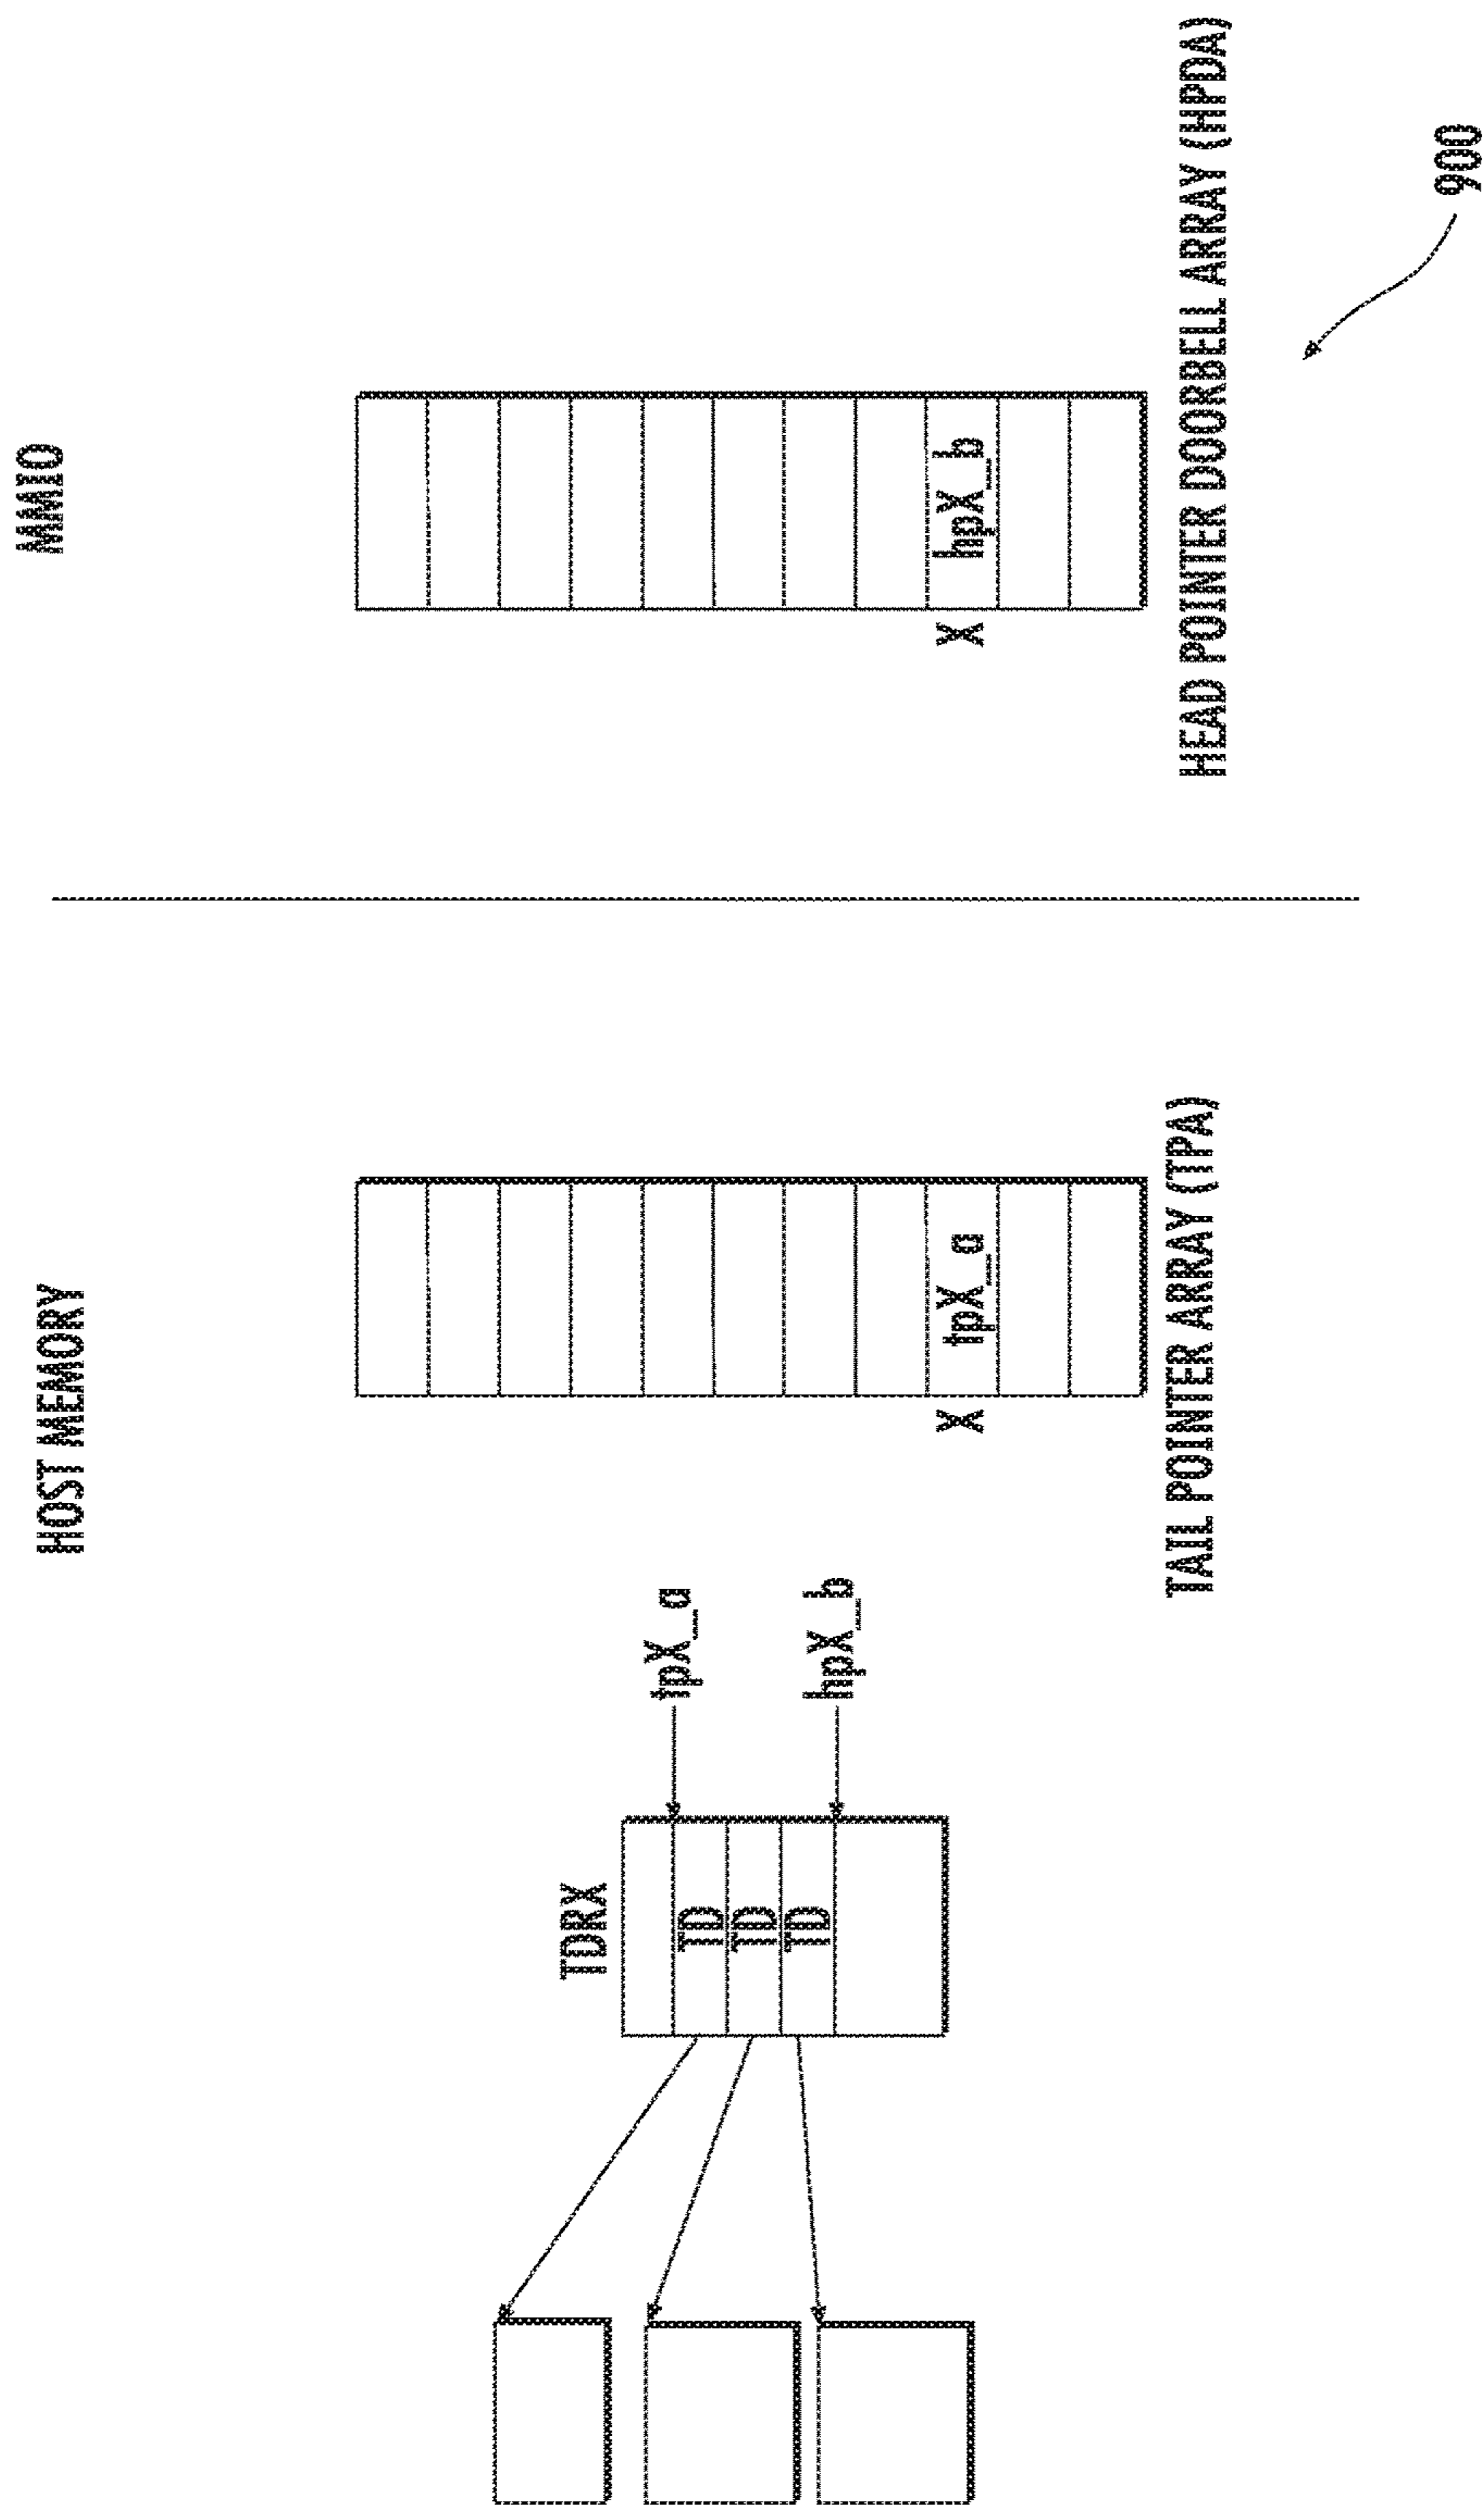 HOST MEMORY
MMIO
TDRX
TD
TD
TD
tpX_a
hpX_b
X tpX_a
X hpX_b
TAIL POINTER ARRAY (TPA)
HEAD POINTER DOORBELL ARRAY (HPDA)
900